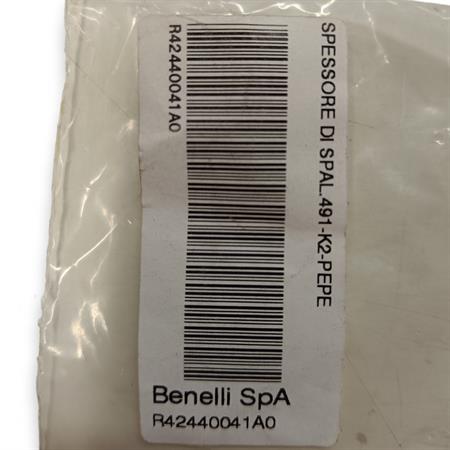 SPESSORE DI SPAL.491-K2-PEPE
R42440041A0
Benelli SpA
R42440041A0